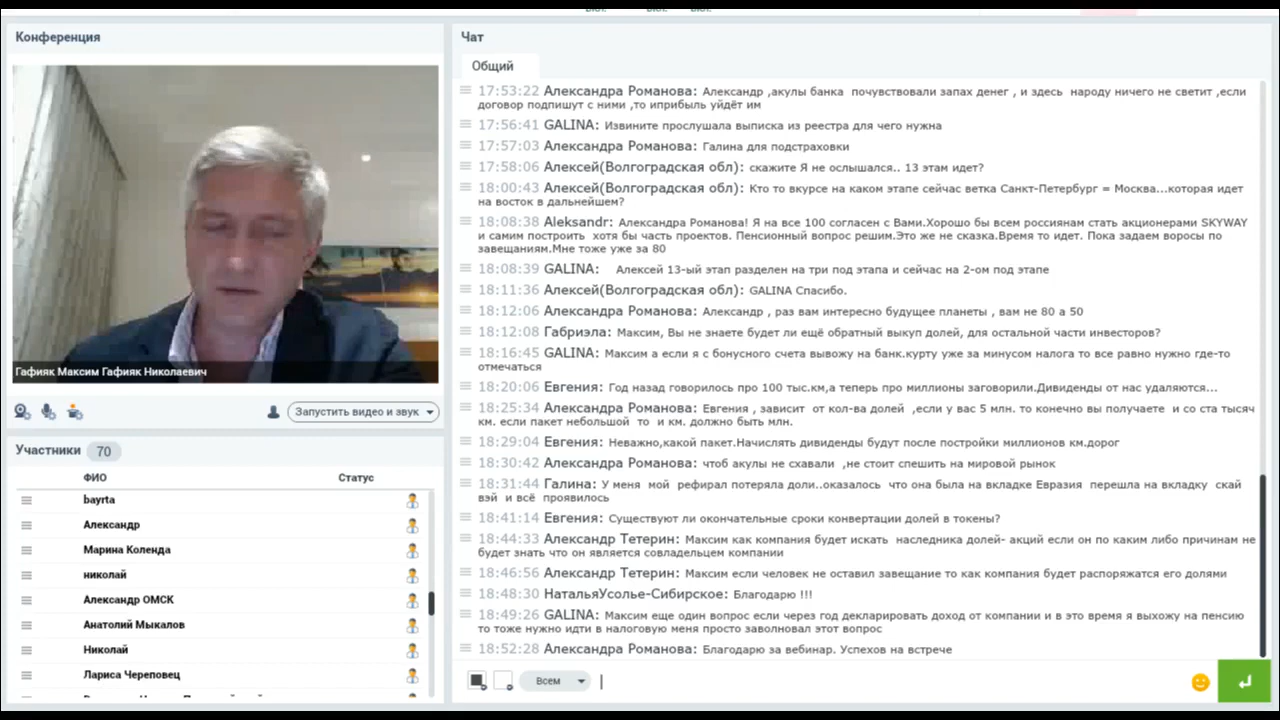 Конференция
Гафияк Максим Гафияк Николаевич
Запустить видео и звук
Участники 70
ФИО Статус
bayrta
Александр
Марина Коленда
николай
Александр ОМСК
Анатолий Мыкалов
Николай
Лариса Череповец
Чат
Общий
17:53:22 Александра Романова: Александр ,акулы банка почувствовали запах денег , и здесь народу ничего не светит ,если
договор подпишут с ними ,то иприбыль уйдёт им
17:56:41 GALINA: Извините прослушала выписка из реестра для чего нужна
17:57:03 Александра Романова: Галина для подстраховки
17:58:06 Алексей(Волгоградская обл): скажите Я не ослышался.. 13 этам идет?
18:00:43 Алексей(Волгоградская обл): Кто то вкурсе на каком этапе сейчас ветка Санкт-Петербург = Москва...которая идет
на восток в дальнейшем?
18:08:38 Aleksandr: Александра Романова! Я на все 100 согласен с Вами.Хорошо бы всем россиянам стать акционерами SKYWAY
и самим построить хотя бы часть проектов. Пенсионный вопрос решим.Это же не сказка.Время то идет. Пока задаем воросы по
завещаниям.Мне тоже уже за 80
18:08:39 GALINA: Алексей 13-ый этап разделен на три под этапа и сейчас на 2-ом под этапе
18:11:36 Алексей(Волгоградская обл): GALINA Спасибо.
18:12:06 Александра Романова: Александр , раз вам интересно будущее планеты , вам не 80 а 50
18:12:08 Габриэла: Максим, Вы не знаете будет ли ещё обратный выкуп долей, для остальной части инвесторов?
18:16:45 GALINA: Максим а если я с бонусного счета вывожу на банк.курту уже за минусом налога то все равно нужно где-то
отмечаться
18:20:06 Евгения: Год назад говорилось про 100 тыс.км,а теперь про миллионы заговорили.Дивиденды от нас удаляются...
18:25:34 Александра Романова: Евгения , зависит от кол-ва долей ,если у вас 5 млн. то конечно вы получаете и со ста тысяч
км. если пакет небольшой то и км. должно быть млн.
18:29:04 Евгения: Неважно,какой пакет.Начислять дивиденды будут после постройки миллионов км.дорог
18:30:42 Александра Романова: чтоб акулы не схавали ,не стоит спешить на мировой рынок
18:31:44 Галина: У меня мой рефирал потеряла доли..оказалось что она была на вкладке Евразия перешла на вкладку скай
вэй и всё проявилось
18:41:14 Евгения: Существуют ли окончательные сроки конвертации долей в токены?
18:44:33 Александр Тетерин: Максим как компания будет искать наследника долей- акций если он по каким либо причинам не
будет знать что он является совладельцем компании
18:46:56 Александр Тетерин: Максим если человек не оставил завещание то как компания будет распоряжатся его долями
18:48:30 НатальяУсолье-Сибирское: Благодарю !!!
18:49:26 GALINA: Максим еще один вопрос если через год декларировать доход от компании и в это время я выхожу на пенсию
то тоже нужно идти в налоговую меня просто заволновал этот вопрос
18:52:28 Александра Романова: Благодарю за вебинар. Успехов на встрече
Всем